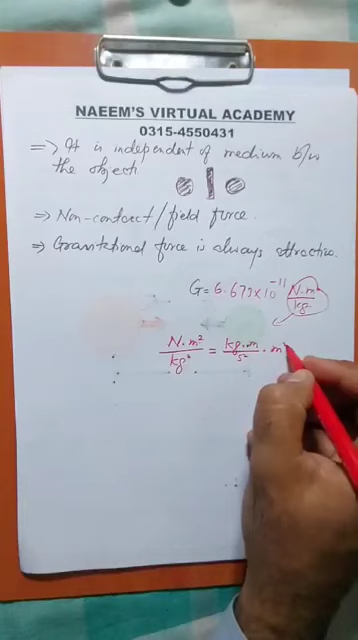 NAEEM'S VIRTUAL ACADEMY
0315-4550431
=> It is independent of medium b/w
the object
=> Non-contact/field force.
=> Gravitational force is always attractive.
G = 6.673 x 10^-11 N·m²/kg²
N·m²/kg² = kg·m/s² · m²